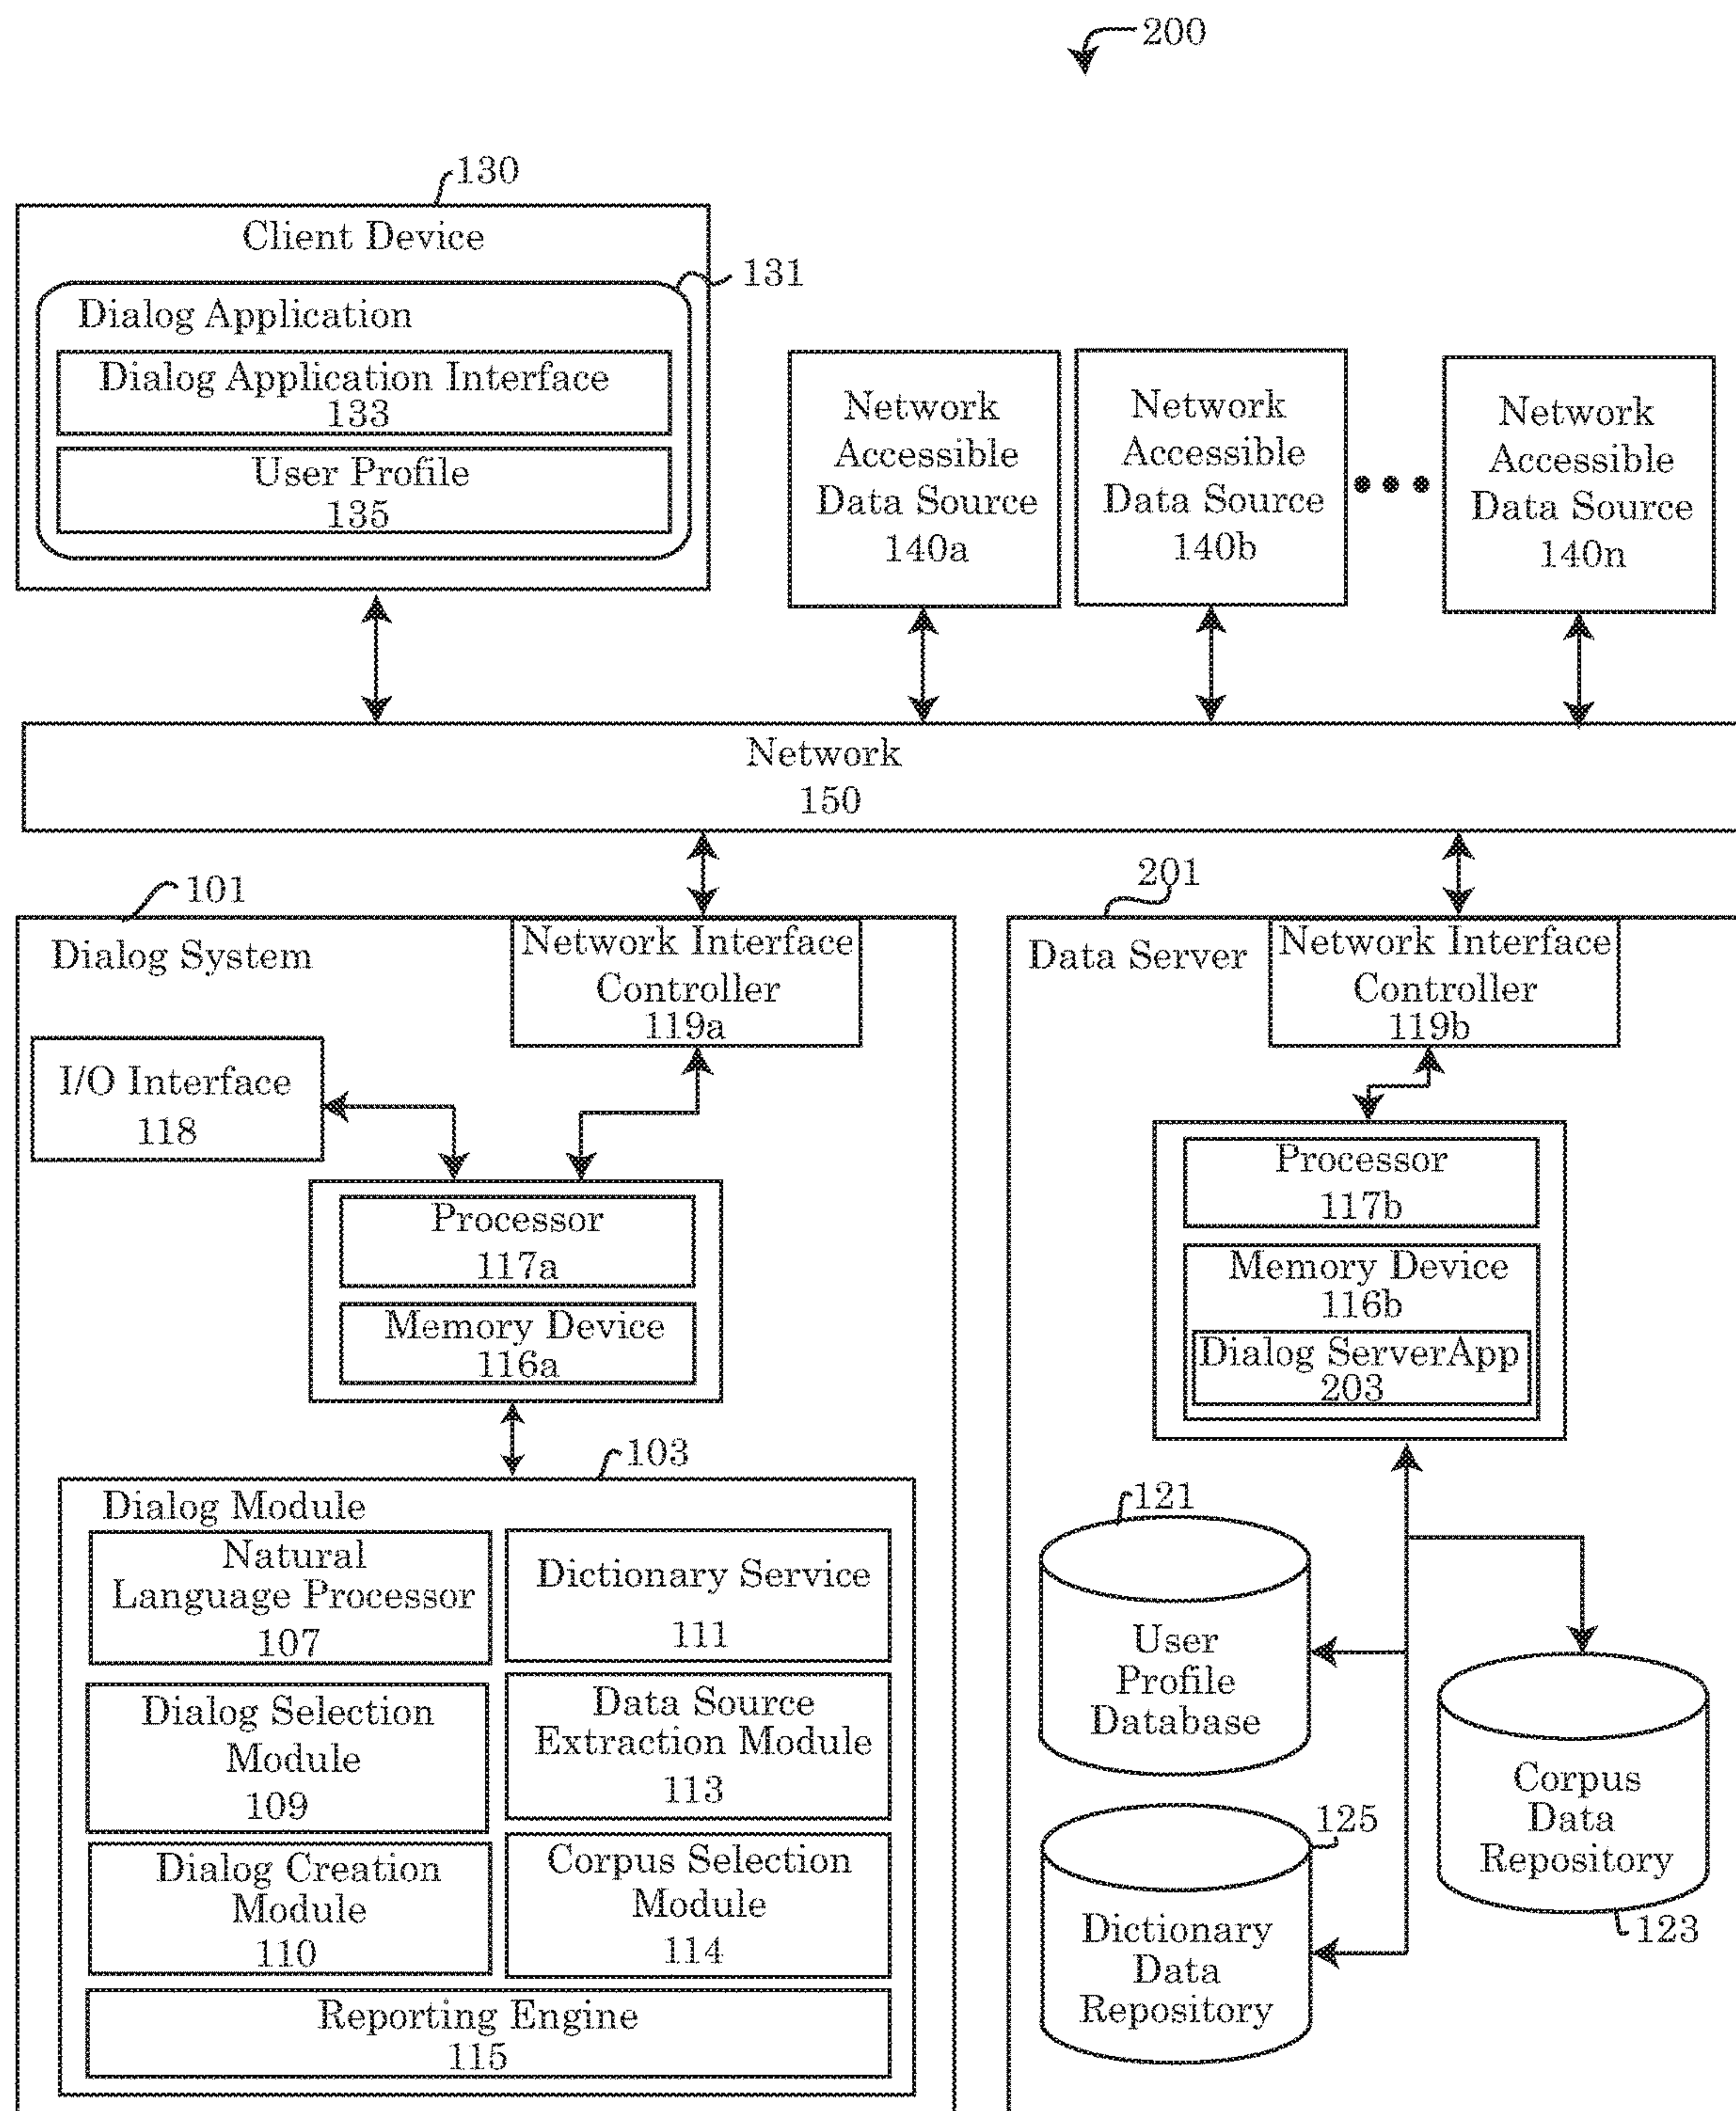 200
130
Client Device
131
Dialog Application
Dialog Application Interface
133
User Profile
135
Network
Accessible
Data Source
140a
Network
Accessible
Data Source
140b
Network
Accessible
Data Source
140n
Network
150
101
Dialog System
Network Interface
Controller
119a
I/O Interface
118
Processor
117a
Memory Device
116a
103
Dialog Module
Natural
Language Processor
107
Dictionary Service
111
Dialog Selection
Module
109
Data Source
Extraction Module
113
Dialog Creation
Module
110
Corpus Selection
Module
114
Reporting Engine
115
201
Data Server
Network Interface
Controller
119b
Processor
117b
Memory Device
116b
Dialog ServerApp
203
121
User
Profile
Database
125
Dictionary
Data
Repository
Corpus
Data
Repository
123